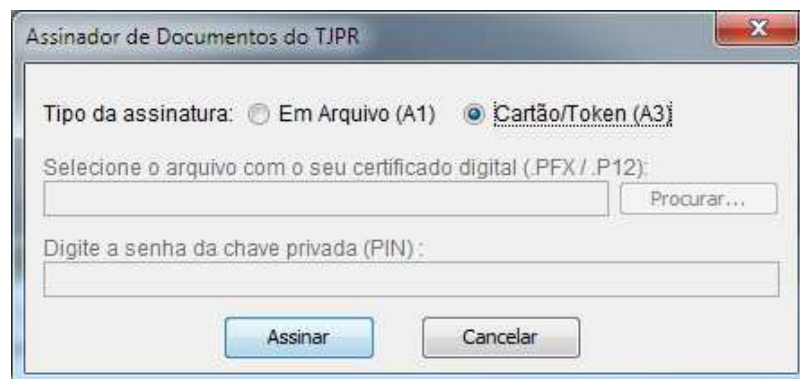 Assinador de Documentos do TJPR
Tipo da assinatura: Em Arquivo (A1) Cartão/Token (A3)
Selecione o arquivo com o seu certificado digital (.PFX / .P12):
Procurar...
Digite a senha da chave privada (PIN) :
Assinar Cancelar